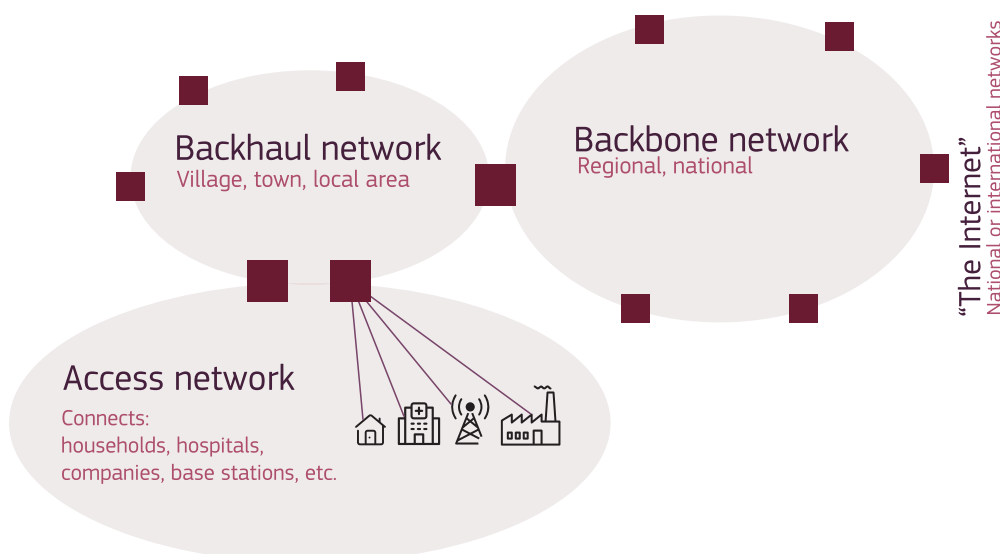 Backhaul network
Village, town, local area
Backbone network
Regional, national
“The Internet”
National or international networks
Access network
Connects:
households, hospitals,
companies, base stations, etc.